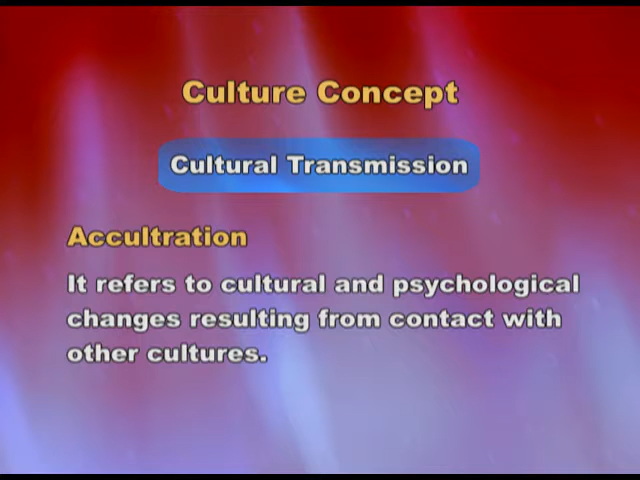 Culture Concept
Cultural Transmission
Accultration
It refers to cultural and psychological
changes resulting from contact with
other cultures.